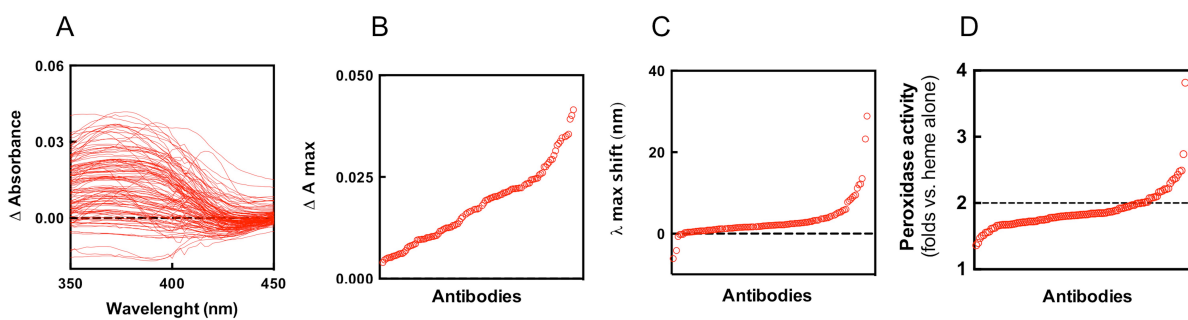 A
Δ Absorbance
0.06
0.03
0.00
350
400
450
Wavelenght (nm)
B
Δ A max
0.050
0.025
0.000
Antibodies
C
λ max shift (nm)
40
20
0
Antibodies
D
Peroxidase activity
(folds vs. heme alone)
4
3
2
1
Antibodies